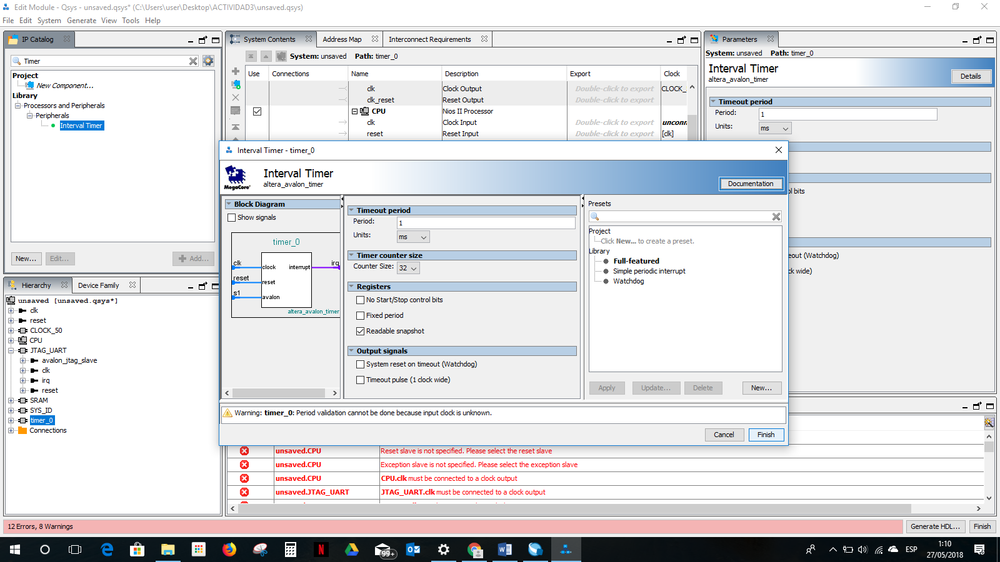 Edit Module - Qsys - unsaved.qsys* (C:\Users\user\Desktop\ACTIVIDAD3\unsaved.qsys)
File Edit System Generate View Tools Help
IP Catalog
Timer
Project
New Component...
Library
Processors and Peripherals
Peripherals
Interval Timer
New... Edit... Add...
Hierarchy Device Family
unsaved [unsaved.qsys*]
clk
reset
CLOCK_50
CPU
JTAG_UART
avalon_jtag_slave
clk
irq
reset
SRAM
SYS_ID
timer_0
Connections
System Contents Address Map Interconnect Requirements
System: unsaved Path: timer_0
Use Connections Name Description Export Clock
clk Clock Output Double-click to export CLOCK_
clk_reset Reset Output Double-click to export
CPU Nios II Processor
clk Clock Input Double-click to export unconn
reset Reset Input Double-click to export [clk]
Parameters
System: unsaved Path: timer_0
Interval Timer
altera_avalon_timer
Details
Timeout period
Period: 1
Units: ms
ol bits
eout (Watchdog)
ck wide)
Interval Timer - timer_0
MegaCore®
Interval Timer
altera_avalon_timer
Documentation
Block Diagram
Show signals
timer_0
clk clock interrupt irq
reset reset
s1 avalon
altera_avalon_timer
Timeout period
Period: 1
Units: ms
Timer counter size
Counter Size: 32
Registers
No Start/Stop control bits
Fixed period
Readable snapshot
Output signals
System reset on timeout (Watchdog)
Timeout pulse (1 clock wide)
Presets
Project
Click New... to create a preset.
Library
Full-featured
Simple periodic interrupt
Watchdog
Apply Update... Delete New...
Warning: timer_0: Period validation cannot be done because input clock is unknown.
Cancel Finish
unsaved.CPU Reset slave is not specified. Please select the reset slave
unsaved.CPU Exception slave is not specified. Please select the exception slave
unsaved.CPU CPU.clk must be connected to a clock output
unsaved.JTAG_UART JTAG_UART.clk must be connected to a clock output
12 Errors, 8 Warnings
Generate HDL... Finish
99+
ESP
1:10
27/05/2018